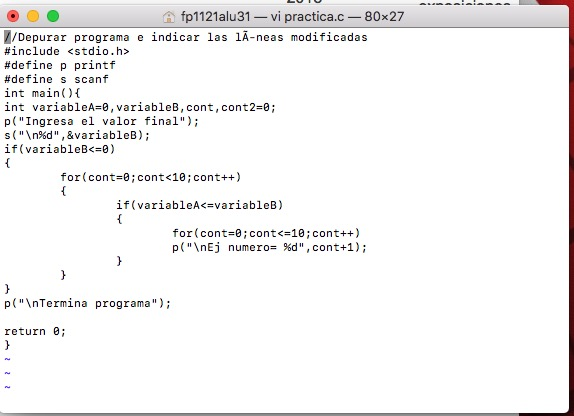 2018
exposiciones
fp1121alu31 — vi practica.c — 80×27
//Depurar programa e indicar las lÃ-neas modificadas
#include <stdio.h>
#define p printf
#define s scanf
int main(){
int variableA=0,variableB,cont,cont2=0;
p("Ingresa el valor final");
s("\n%d",&variableB);
if(variableB<=0)
{
        for(cont=0;cont<10;cont++)
        {
                if(variableA<=variableB)
                {
                        for(cont=0;cont<=10;cont++)
                        p("\nEj numero= %d",cont+1);
                }
        }
}
p("\nTermina programa");

return 0;
}
~
~
~